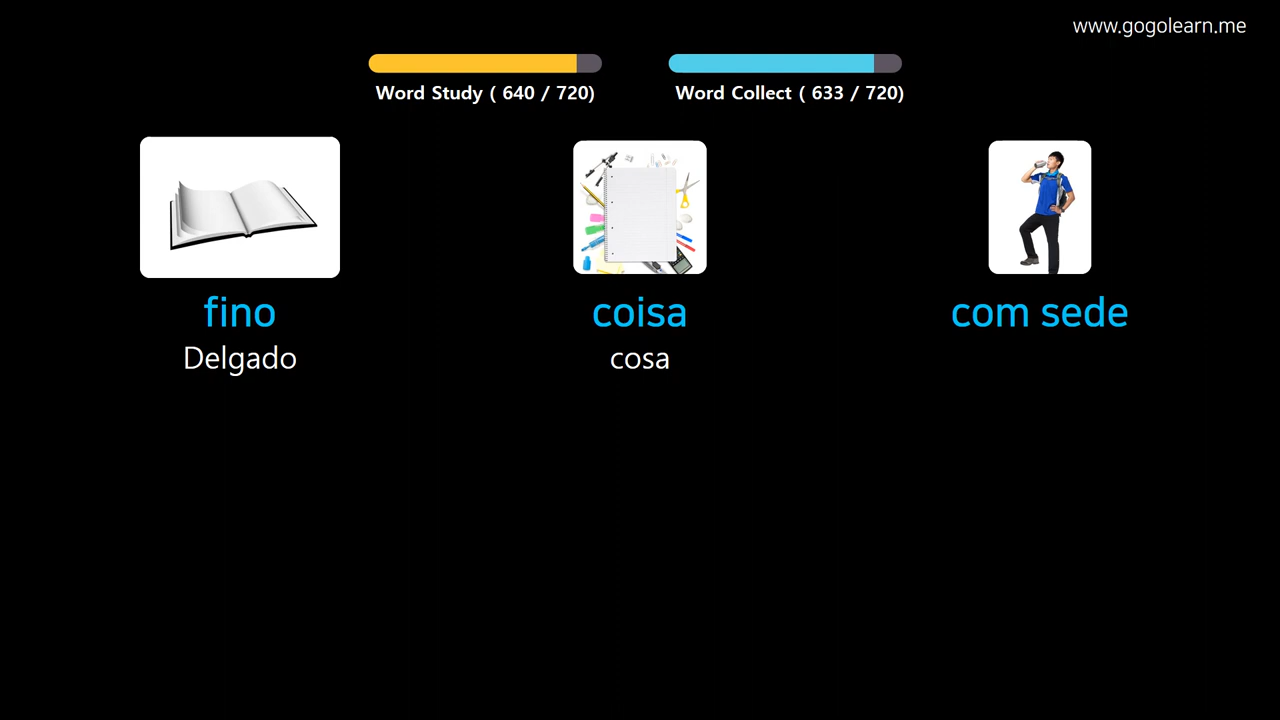 www.gogolearn.me
Word Study ( 640 / 720)
Word Collect ( 633 / 720)
fino
coisa
com sede
Delgado
cosa